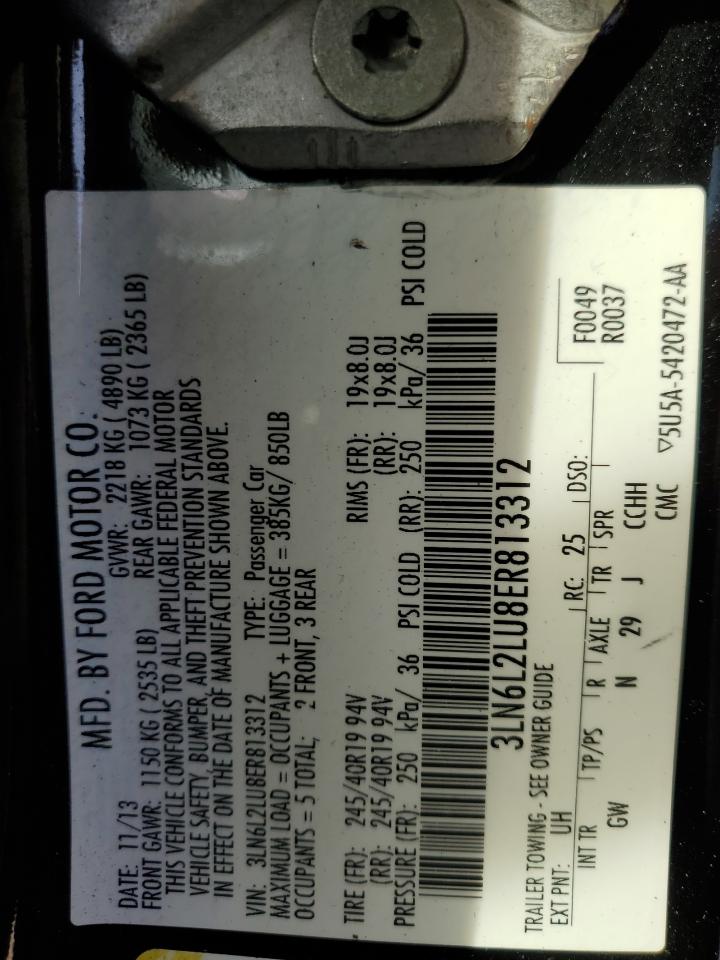 MFD. BY FORD MOTOR CO.
DATE: 11/13 GVWR: 2218 KG ( 4890 LB)
FRONT GAWR: 1150 KG ( 2535 LB) REAR GAWR: 1073 KG ( 2365 LB)
THIS VEHICLE CONFORMS TO ALL APPLICABLE FEDERAL MOTOR
VEHICLE SAFETY, BUMPER, AND THEFT PREVENTION STANDARDS
IN EFFECT ON THE DATE OF MANUFACTURE SHOWN ABOVE.
VIN: 3LN6L2LU8ER813312 TYPE: Passenger Car
MAXIMUM LOAD = OCCUPANTS + LUGGAGE = 385KG/ 850LB
OCCUPANTS = 5 TOTAL; 2 FRONT, 3 REAR
TIRE (FR): 245/40R19 94V RIMS (FR): 19x8.0J
(RR): 245/40R19 94V (RR): 19x8.0J
PRESSURE (FR): 250 kPa/ 36 PSI COLD (RR): 250 kPa/ 36 PSI COLD
3LN6L2LU8ER813312
TRAILER TOWING - SEE OWNER GUIDE
EXT PNT: UH RC: 25 DSO: F0049
R0037
INT TR TP/PS R AXLE TR SPR
GW N 29 J CCHH
CMC ▽5U5A-5420472-AA